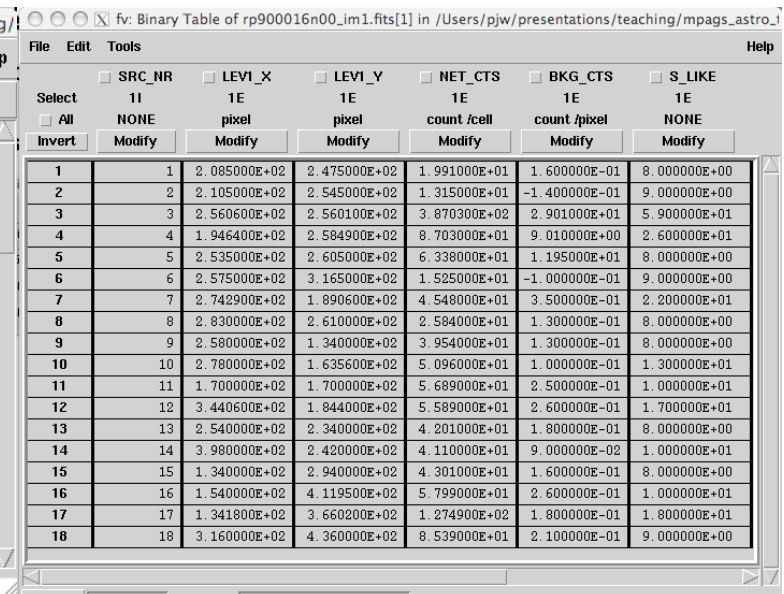 g/
p
fv: Binary Table of rp900016n00_im1.fits[1] in /Users/pjw/presentations/teaching/mpags_astro_t
File Edit Tools Help
SRC_NR LEV1_X LEV1_Y NET_CTS BKG_CTS S_LIKE
Select 1I 1E 1E 1E 1E 1E
All NONE pixel pixel count /cell count /pixel NONE
Invert Modify Modify Modify Modify Modify Modify
1 1 2.085000E+02 2.475000E+02 1.991000E+01 1.600000E-01 8.000000E+00
2 2 2.105000E+02 2.545000E+02 1.315000E+01 -1.400000E-01 9.000000E+00
3 3 2.560600E+02 2.560100E+02 3.870300E+02 2.901000E+01 5.900000E+01
4 4 1.946400E+02 2.584900E+02 8.703000E+01 9.010000E+00 2.600000E+01
5 5 2.535000E+02 2.605000E+02 6.338000E+01 1.195000E+01 8.000000E+00
6 6 2.575000E+02 3.165000E+02 1.525000E+01 -1.000000E-01 9.000000E+00
7 7 2.742900E+02 1.890600E+02 4.548000E+01 3.500000E-01 2.200000E+01
8 8 2.830000E+02 2.610000E+02 2.584000E+01 1.300000E-01 8.000000E+00
9 9 2.580000E+02 1.340000E+02 3.954000E+01 1.300000E-01 8.000000E+00
10 10 2.780000E+02 1.635600E+02 5.096000E+01 1.000000E-01 1.300000E+01
11 11 1.700000E+02 1.700000E+02 5.689000E+01 2.500000E-01 1.000000E+01
12 12 3.440600E+02 1.844000E+02 5.589000E+01 2.600000E-01 1.700000E+01
13 13 2.540000E+02 2.340000E+02 4.201000E+01 1.800000E-01 8.000000E+00
14 14 3.980000E+02 2.420000E+02 4.110000E+01 9.000000E-02 1.000000E+01
15 15 1.340000E+02 2.940000E+02 4.301000E+01 1.600000E-01 8.000000E+00
16 16 1.540000E+02 4.119500E+02 5.799000E+01 2.600000E-01 1.000000E+01
17 17 1.341800E+02 3.660200E+02 1.274900E+02 1.800000E-01 1.800000E+01
18 18 3.160000E+02 4.360000E+02 8.539000E+01 2.100000E-01 9.000000E+00